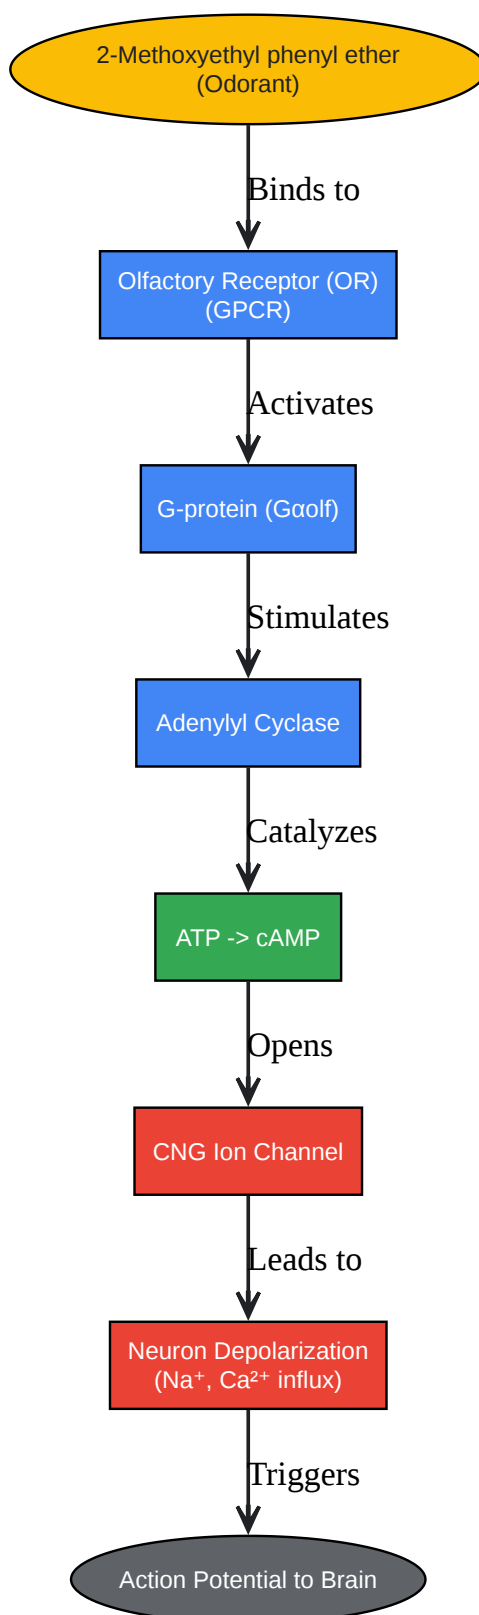 2-Methoxyethyl phenyl ether
(Odorant)
Binds to
Olfactory Receptor (OR)
(GPCR)
Activates
G-protein (Gαolf)
Stimulates
Adenylyl Cyclase
Catalyzes
ATP -> cAMP
Opens
CNG Ion Channel
Leads to
Neuron Depolarization
(Na⁺, Ca²⁺ influx)
Triggers
Action Potential to Brain